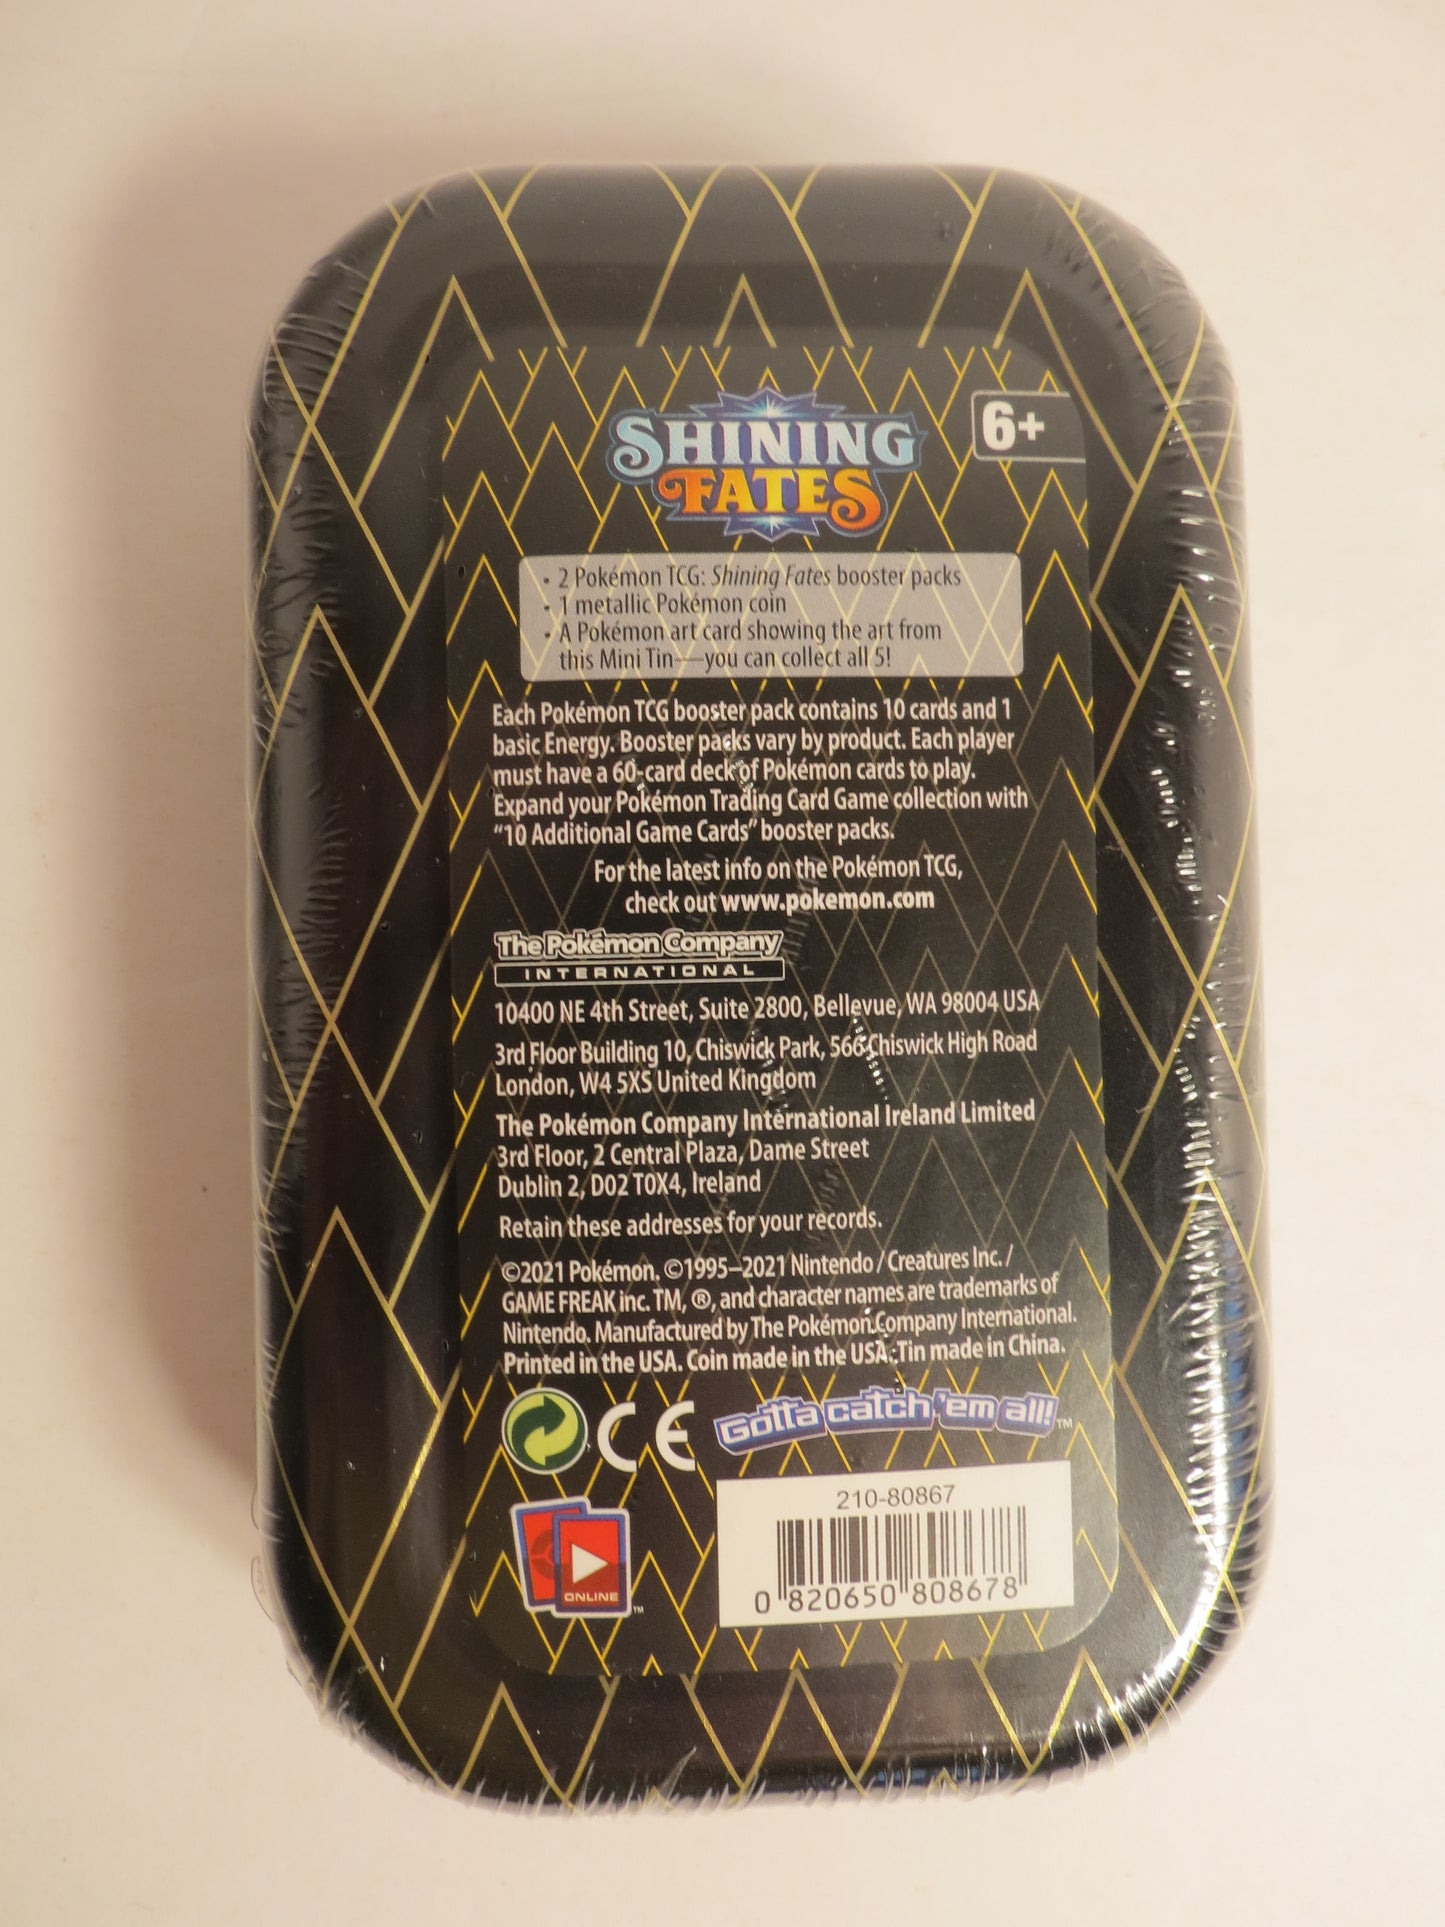 SHINING
FATES
6+
• 2 Pokémon TCG: Shining Fates booster packs
• 1 metallic Pokémon coin
• A Pokémon art card showing the art from
this Mini Tin—you can collect all 5!
Each Pokémon TCG booster pack contains 10 cards and 1
basic Energy. Booster packs vary by product. Each player
must have a 60-card deck of Pokémon cards to play.
Expand your Pokémon Trading Card Game collection with
“10 Additional Game Cards” booster packs.
For the latest info on the Pokémon TCG,
check out www.pokemon.com
The Pokémon Company
INTERNATIONAL
10400 NE 4th Street, Suite 2800, Bellevue, WA 98004 USA
3rd Floor Building 10, Chiswick Park, 566 Chiswick High Road
London, W4 5XS United Kingdom
The Pokémon Company International Ireland Limited
3rd Floor, 2 Central Plaza, Dame Street
Dublin 2, D02 T0X4, Ireland
Retain these addresses for your records.
©2021 Pokémon. ©1995–2021 Nintendo / Creatures Inc. /
GAME FREAK inc. TM, ®, and character names are trademarks of
Nintendo. Manufactured by The Pokémon Company International.
Printed in the USA. Coin made in the USA. Tin made in China.
CE
Gotta catch 'em all!™
210-80867
ONLINE™
0 820650 808678